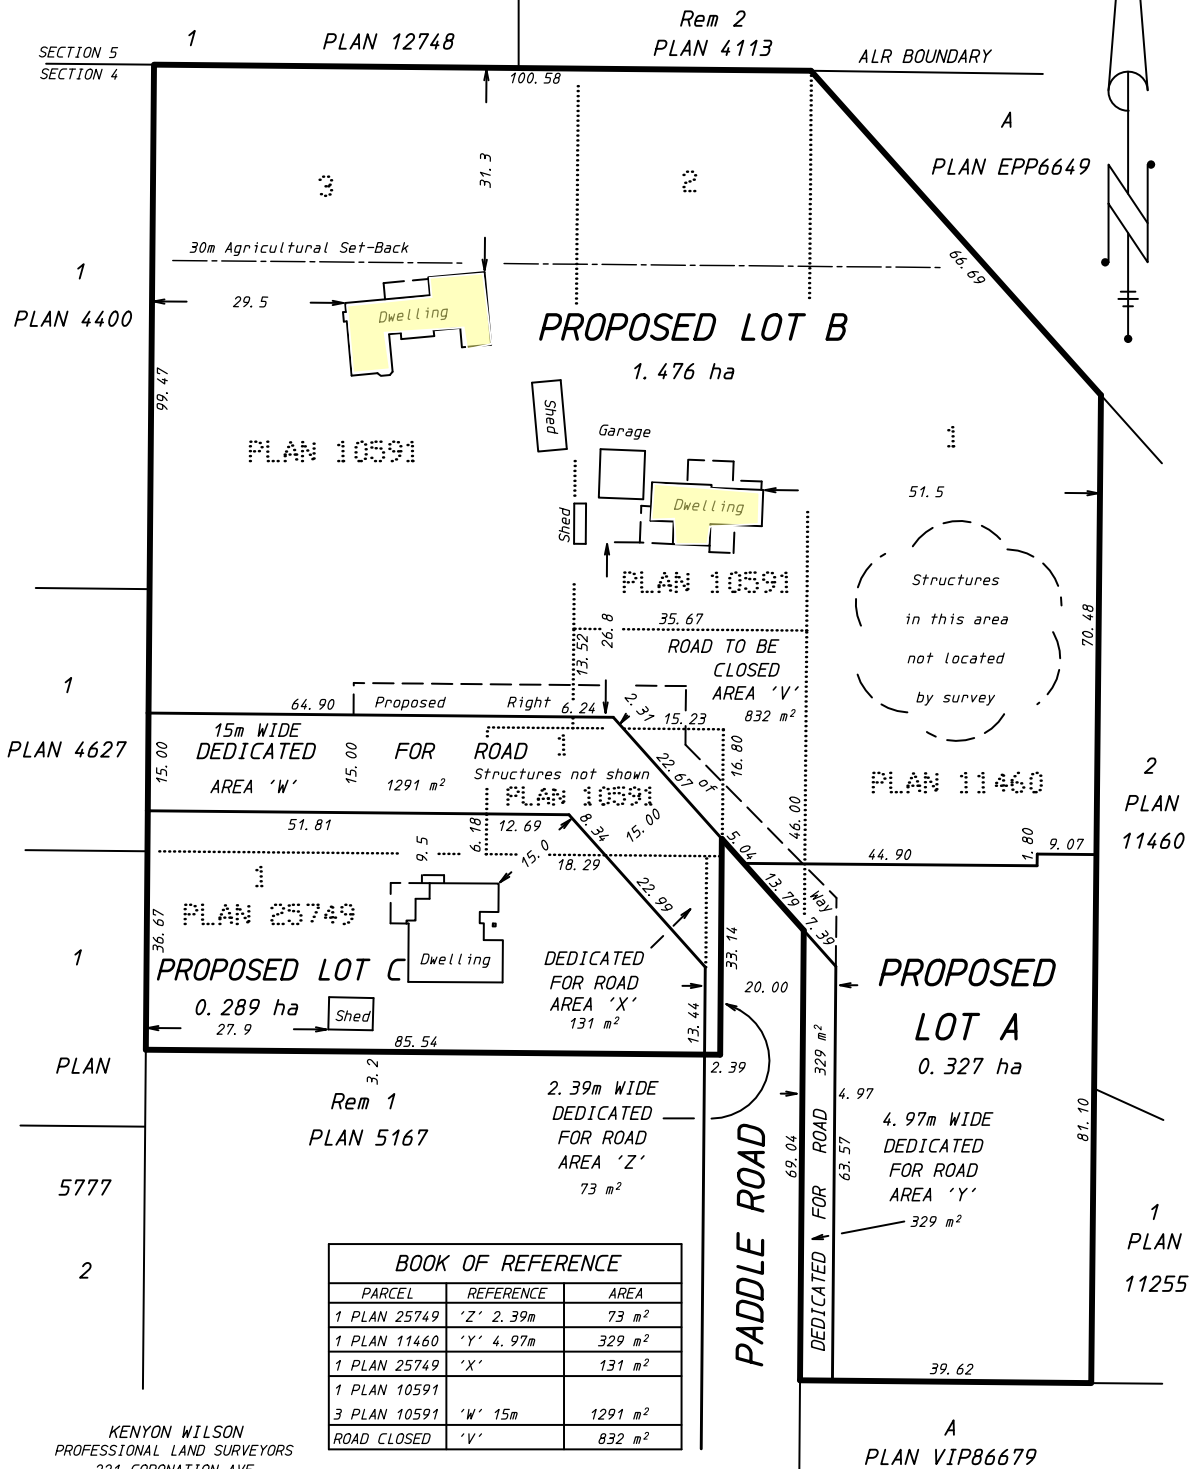 Rem 2
1 PLAN 12748 PLAN 4113
SECTION 5
SECTION 4
ALR BOUNDARY
100.58
A
PLAN EPP6649
31.3
3
2
30m Agricultural Set-Back
66.69
1
PLAN 4400
29.5
Dwelling
PROPOSED LOT B
1.476 ha
99.47
Shed
Garage
PLAN 10591
1
51.5
Dwelling
Shed
PLAN 10591
Structures
in this area
not located
by survey
70.48
35.67
26.8
13.52
ROAD TO BE
CLOSED
AREA 'V'
832 m²
1
PLAN 4627
64.90
Proposed Right of Way
6.24
2.31
15.23
15m WIDE
DEDICATED FOR ROAD
AREA 'W'
1291 m²
15.00
15.00
1
Structures not shown
PLAN 10591
22.67
16.80
46.00
PLAN 11460
2
PLAN
11460
51.81
9.5
6.18
12.69
8.34
15.00
15.0
18.29
5.04
44.90
1.80
9.07
1
PLAN 25749
36.67
22.99
13.79
7.39
33.14
1
PLAN
5777
2
PROPOSED LOT C
0.289 ha
Dwelling
Shed
27.9
85.54
3.2
DEDICATED
FOR ROAD
AREA 'X'
131 m²
13.44
20.00
2.39
PROPOSED
LOT A
0.327 ha
Rem 1
PLAN 5167
2.39m WIDE
DEDICATED
FOR ROAD
AREA 'Z'
73 m²
PADDLE ROAD
69.04
DEDICATED FOR ROAD 329 m²
63.57
4.97
4.97m WIDE
DEDICATED
FOR ROAD
AREA 'Y'
329 m²
81.10
1
PLAN
11255
39.62
BOOK OF REFERENCE
PARCEL REFERENCE AREA
1 PLAN 25749 'Z' 2.39m 73 m²
1 PLAN 11460 'Y' 4.97m 329 m²
1 PLAN 25749 'X' 131 m²
1 PLAN 10591
3 PLAN 10591 'W' 15m 1291 m²
ROAD CLOSED 'V' 832 m²
A
PLAN VIP86679
KENYON WILSON
PROFESSIONAL LAND SURVEYORS
221 CORONATION AVE